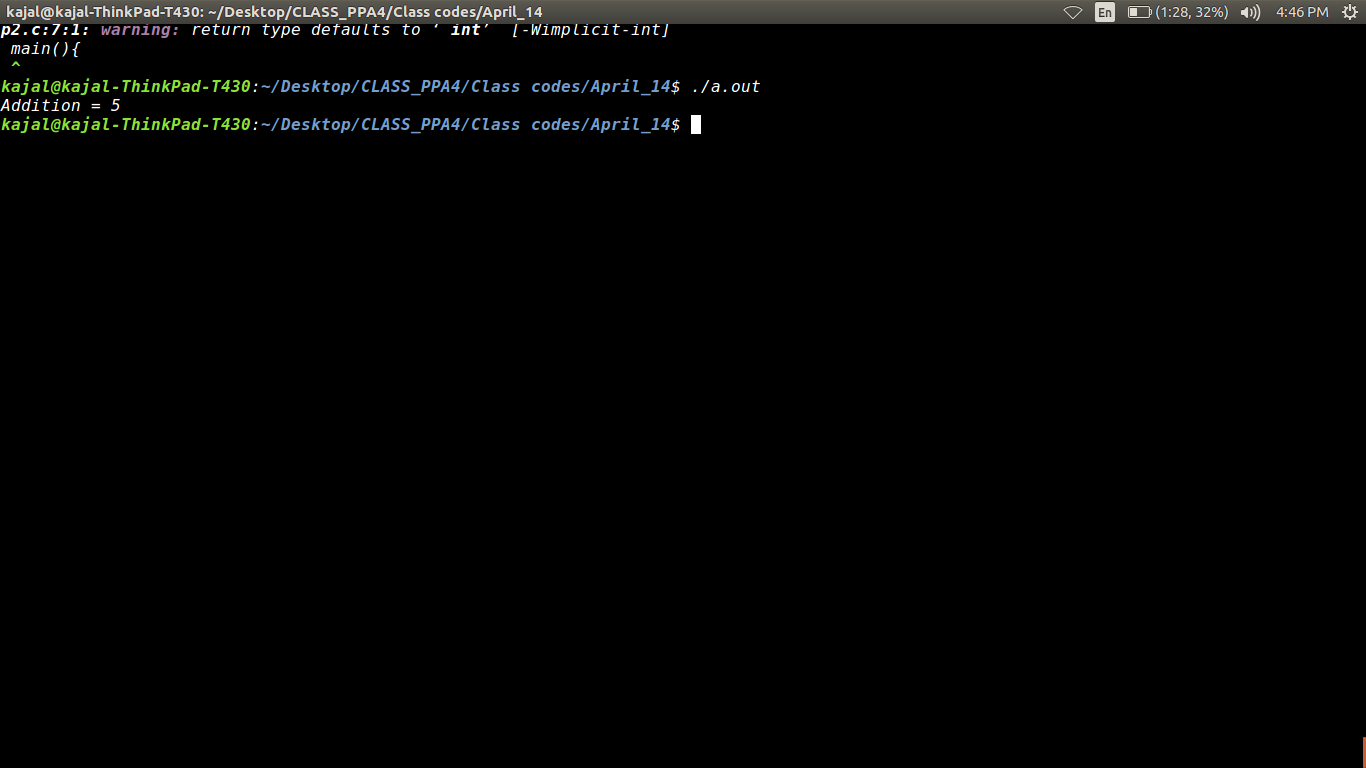 kajal@kajal-ThinkPad-T430: ~/Desktop/CLASS_PPA4/Class codes/April_14 En (1:28, 32%) 4:46 PM
p2.c:7:1: warning: return type defaults to ‘ int’ [-Wimplicit-int]
main(){
^
kajal@kajal-ThinkPad-T430:~/Desktop/CLASS_PPA4/Class codes/April_14$ ./a.out
Addition = 5
kajal@kajal-ThinkPad-T430:~/Desktop/CLASS_PPA4/Class codes/April_14$